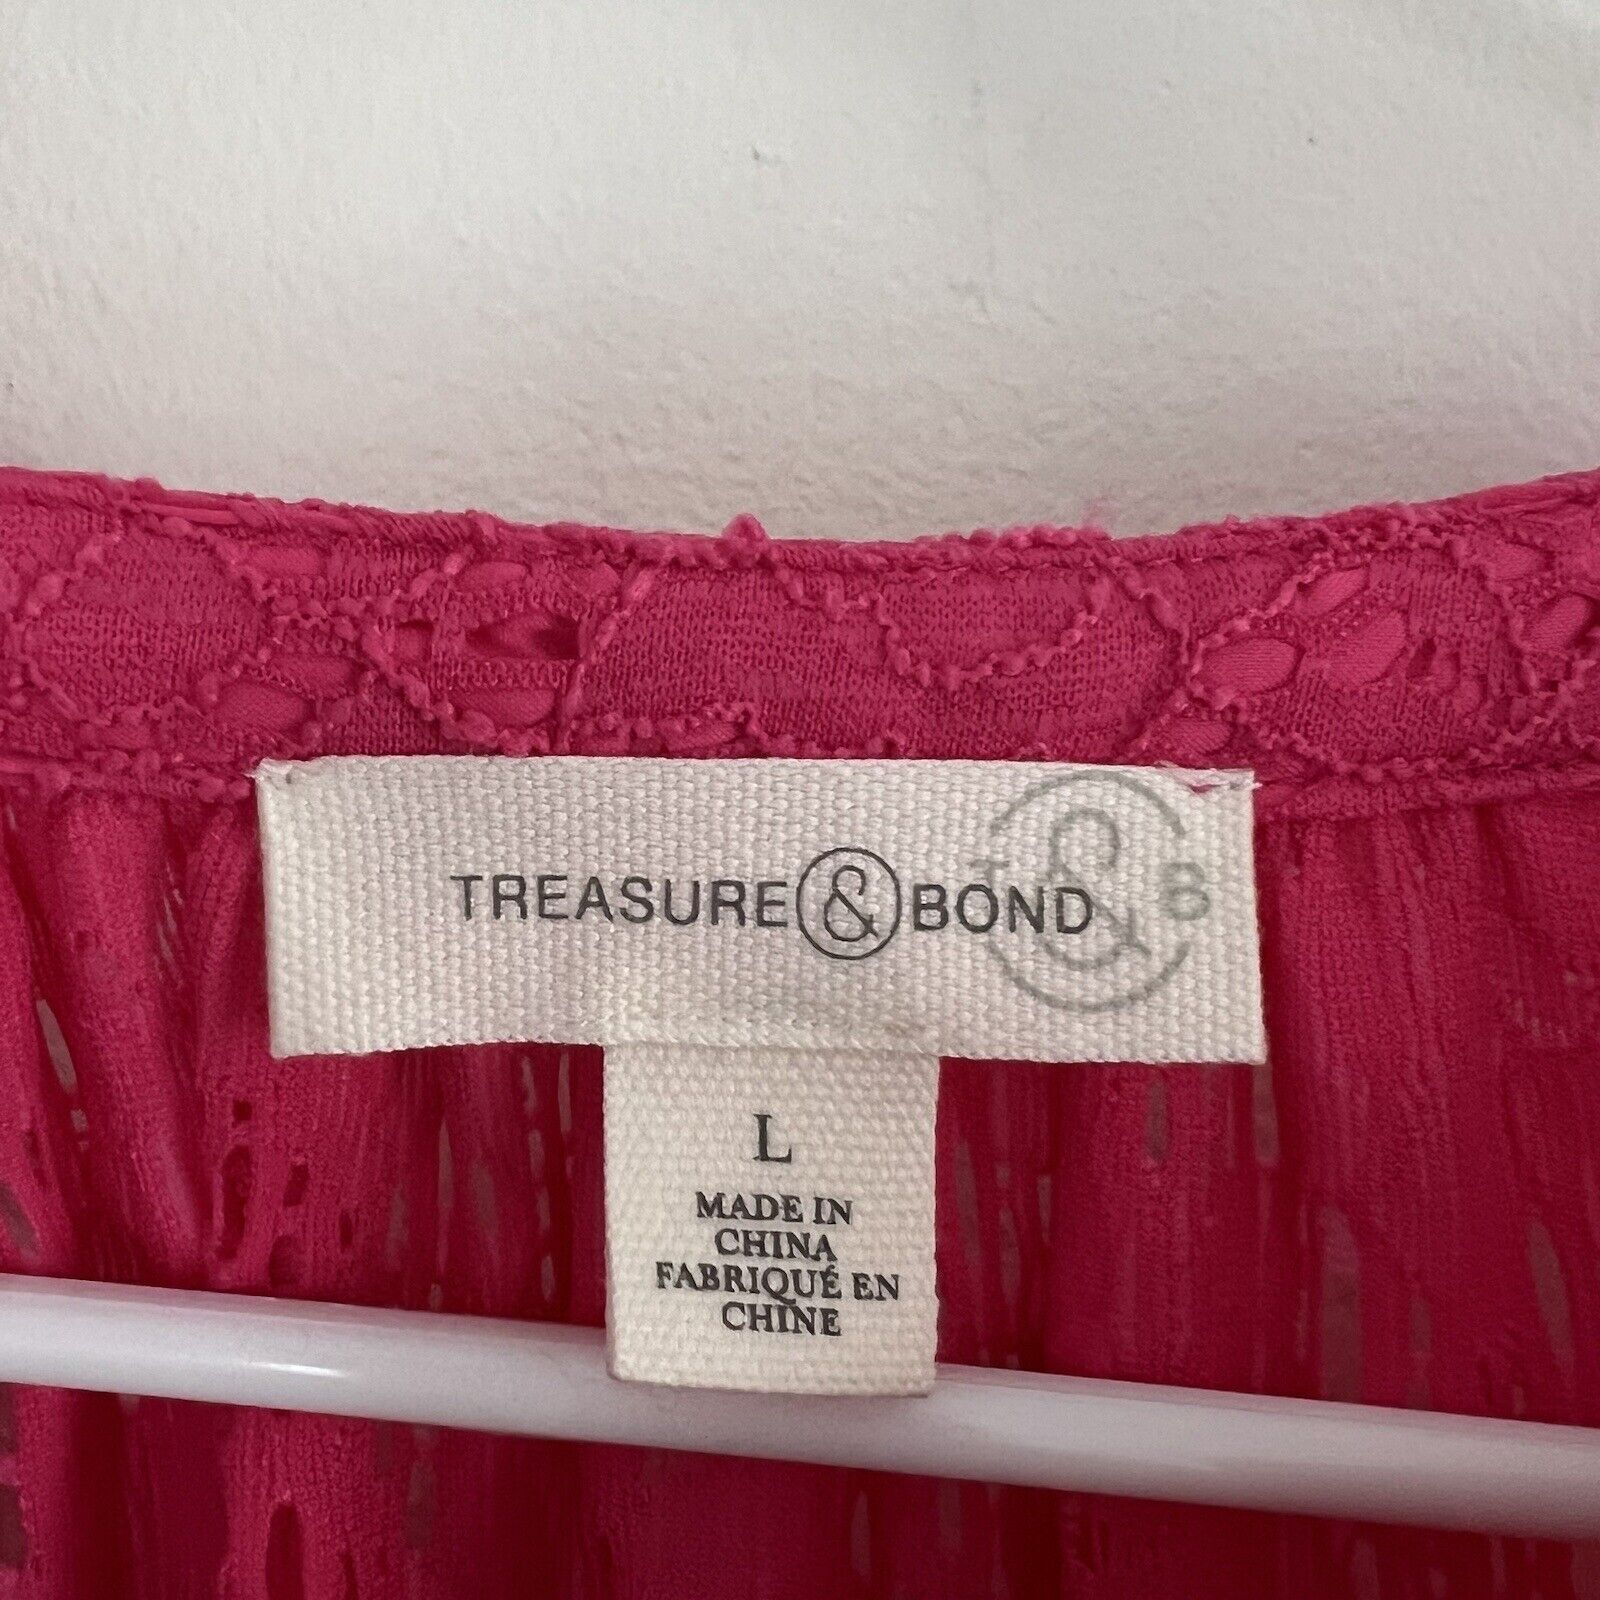 TREASURE & BOND
T & B
L
MADE IN
CHINA
FABRIQUÉ EN
CHINE